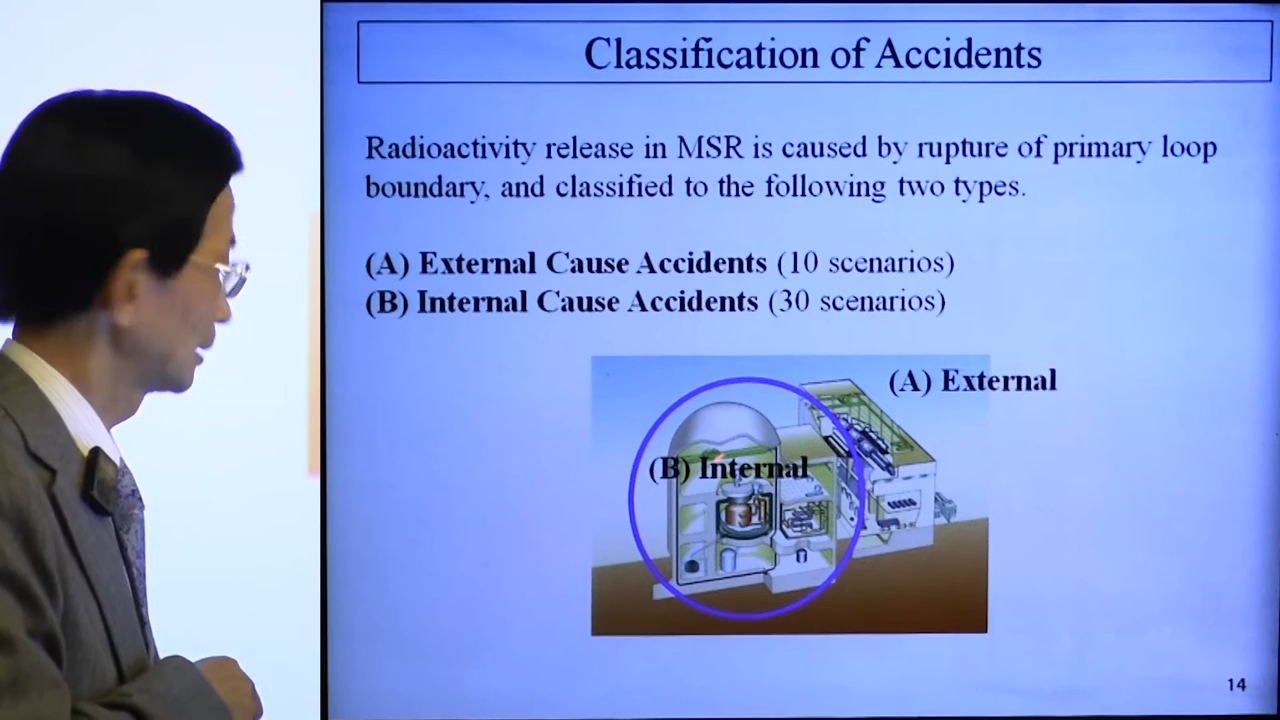 Classification of Accidents
Radioactivity release in MSR is caused by rupture of primary loop
boundary, and classified to the following two types.
(A) External Cause Accidents (10 scenarios)
(B) Internal Cause Accidents (30 scenarios)
(A) External
(B) Internal
14